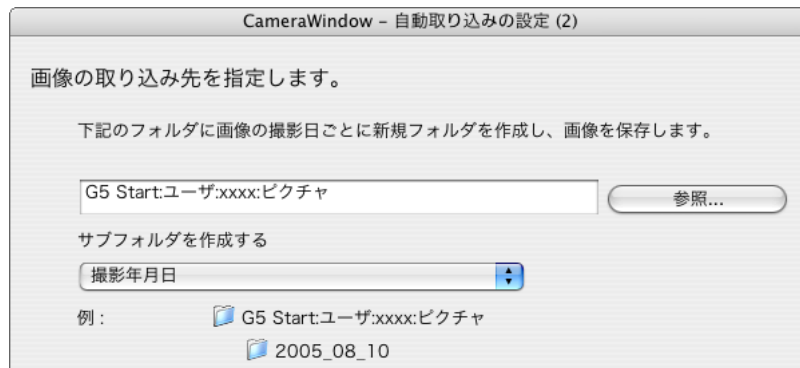 CameraWindow – 自動取り込みの設定 (2)
画像の取り込み先を指定します。
下記のフォルダに画像の撮影日ごとに新規フォルダを作成し、画像を保存します。
G5 Start:ユーザ:xxxx:ピクチャ
参照...
サブフォルダを作成する
撮影年月日
例 : G5 Start:ユーザ:xxxx:ピクチャ
2005_08_10